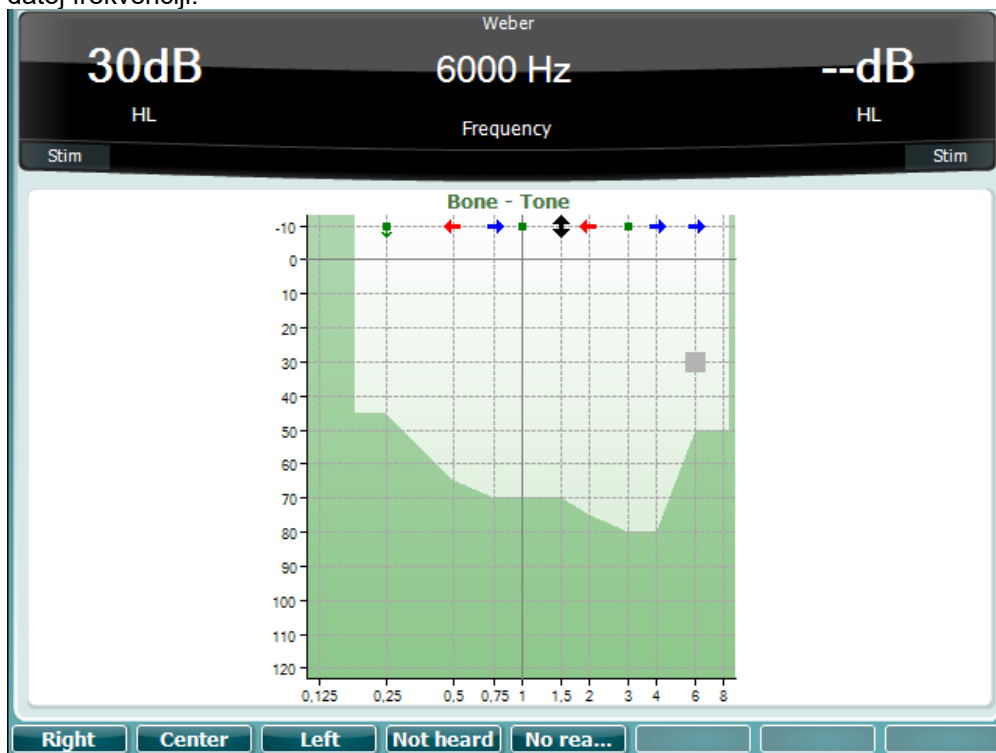 datej frekvenciji.
Weber
30dB 6000 Hz --dB
HL Frequency HL
Stim Stim
Bone - Tone
-10
0
10
20
30
40
50
60
70
80
90
100
110
120
0,125 0,25 0,5 0,75 1 1,5 2 3 4 6 8
Right Center Left Not heard No rea...